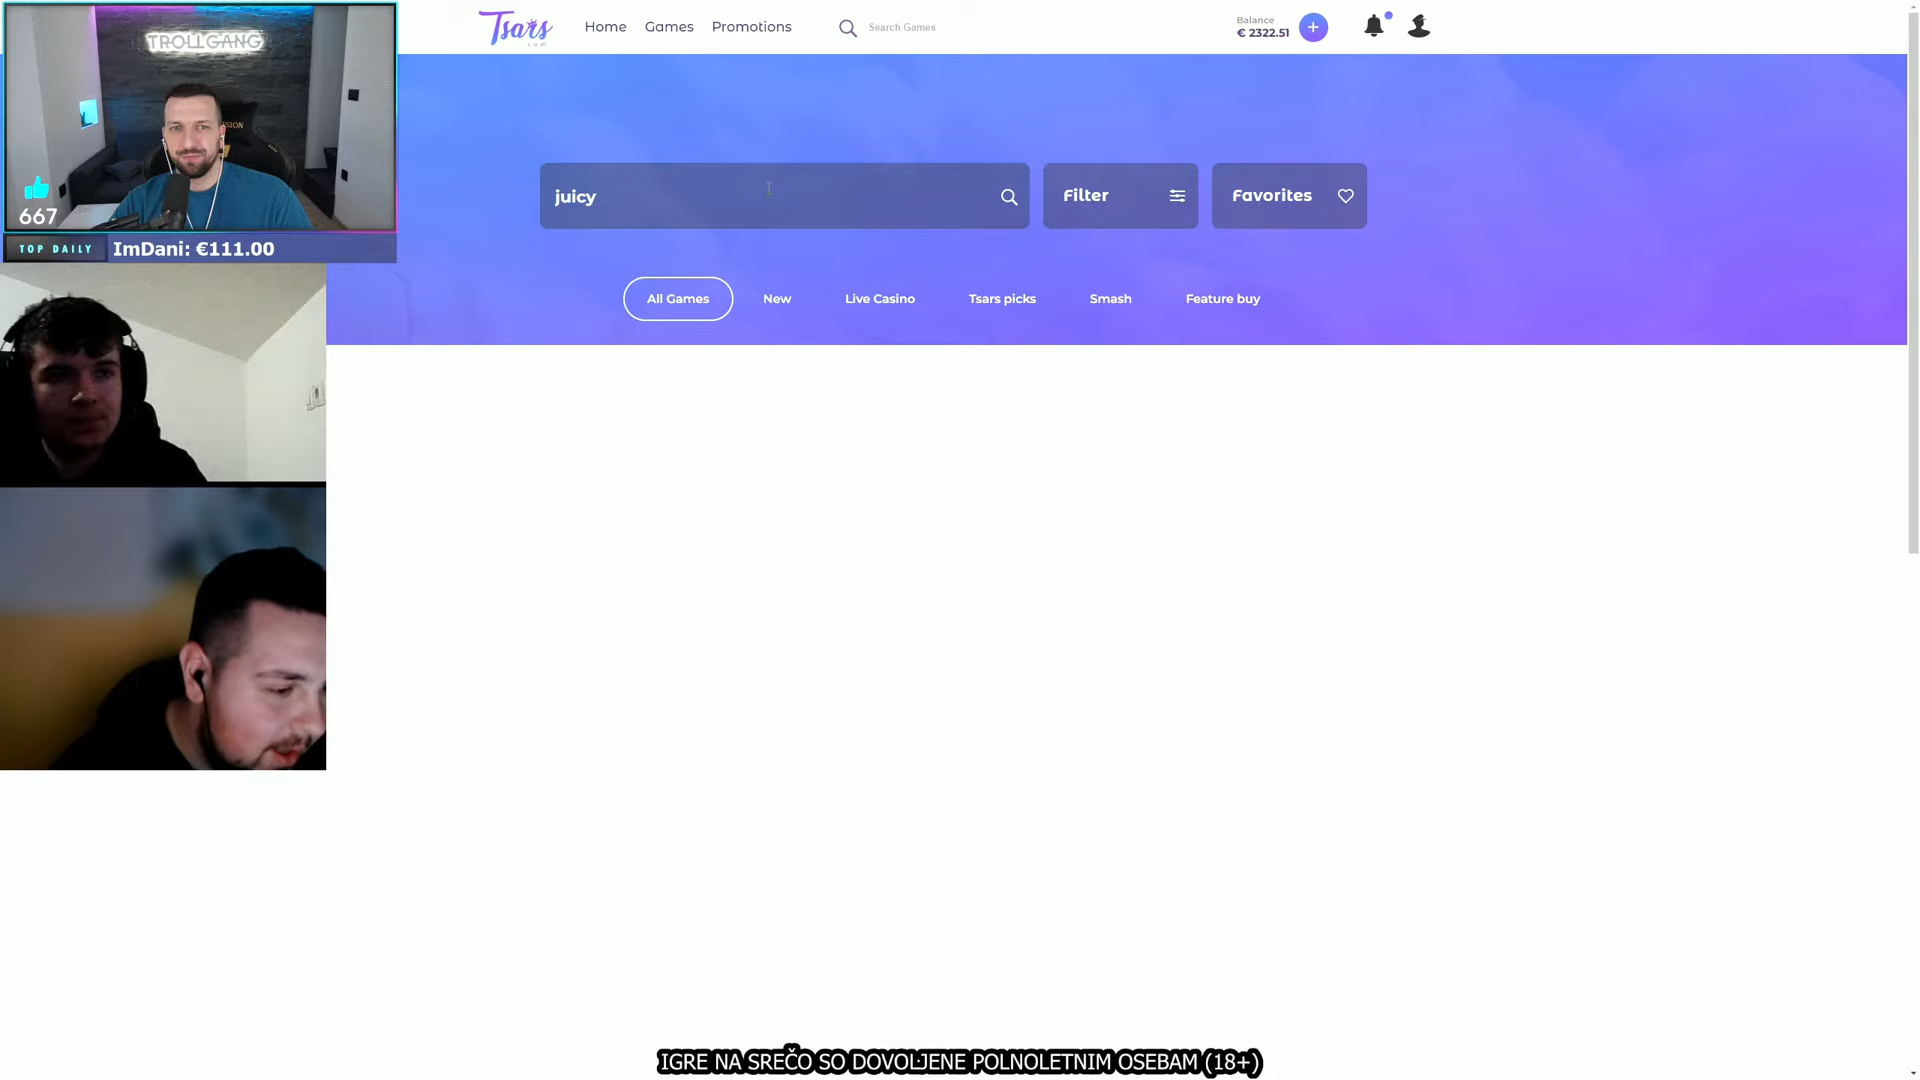 TROLLGANG
667
TOP DAILY
ImDani: €111.00
Tsars
.com
Home
Games
Promotions
Search Games
Balance
€ 2322.51
juicy
Filter
Favorites
All Games
New
Live Casino
Tsars picks
Smash
Feature buy
IGRE NA SREČO SO DOVOLJENE POLNOLETNIM OSEBAM (18+)